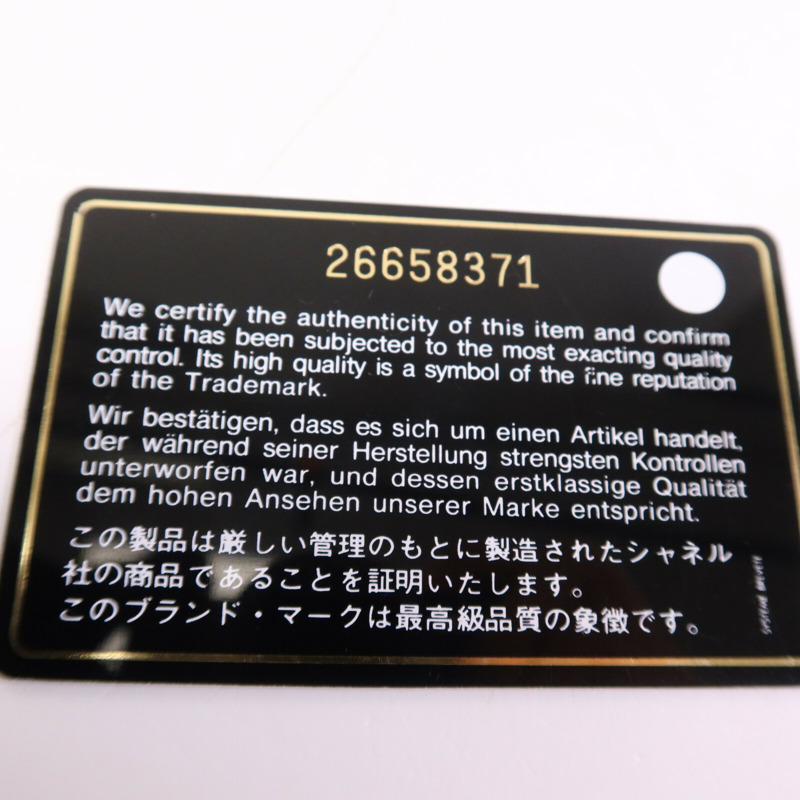 26658371
We certify the authenticity of this item and confirm
that it has been subjected to the most exacting quality
control. Its high quality is a symbol of the fine reputation
of the Trademark.
Wir bestätigen, dass es sich um einen Artikel handelt,
der während seiner Herstellung strengsten Kontrollen
unterworfen war, und dessen erstklassige Qualität
dem hohen Ansehen unserer Marke entspricht.
この製品は厳しい管理のもとに製造されたシャネル
社の商品であることを証明いたします。
このブランド・マークは最高級品質の象徴です。